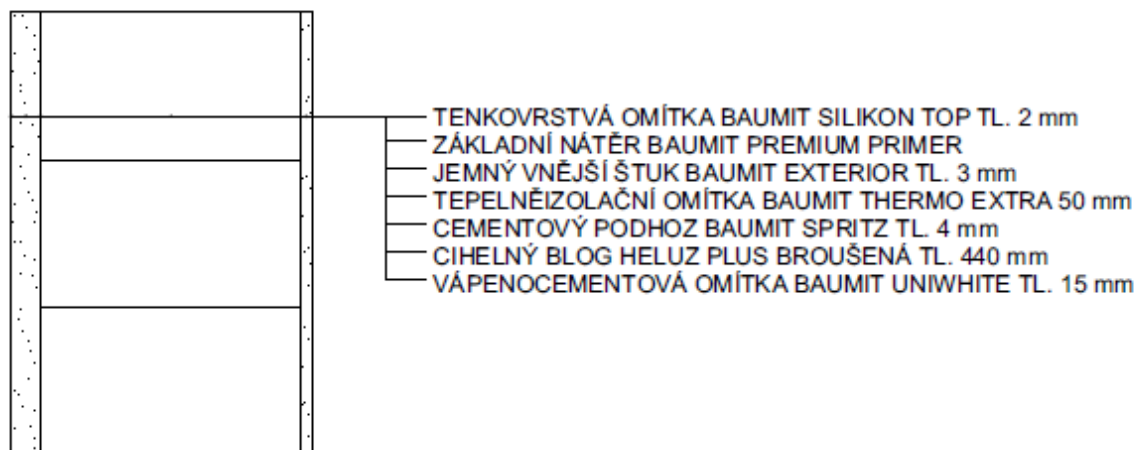 TENKOVRSTVÁ OMÍTKA BAUMIT SILIKON TOP TL. 2 mm
ZÁKLADNÍ NÁTĚR BAUMIT PREMIUM PRIMER
JEMNÝ VNĚJŠÍ ŠTUK BAUMIT EXTERIOR TL. 3 mm
TEPELNĚIZOLAČNÍ OMÍTKA BAUMIT THERMO EXTRA 50 mm
CEMENTOVÝ PODHOZ BAUMIT SPRITZ TL. 4 mm
CIHELNÝ BLOG HELUZ PLUS BROUŠENÁ TL. 440 mm
VÁPENOCEMENTOVÁ OMÍTKA BAUMIT UNIWHITE TL. 15 mm